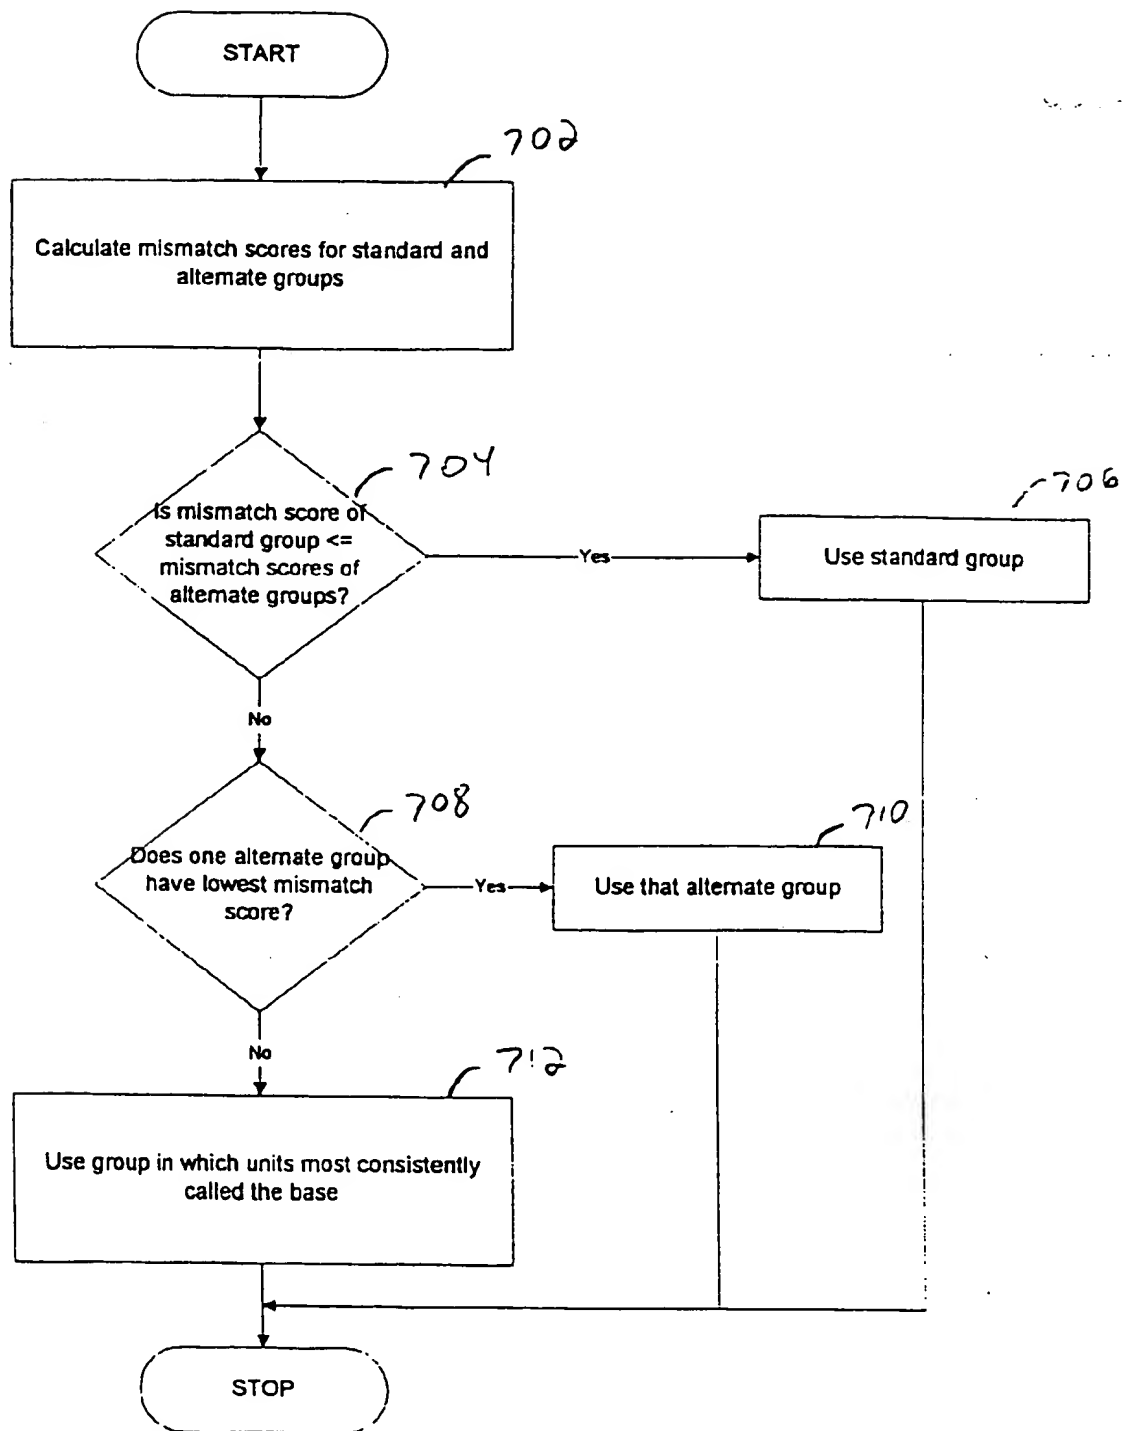 START
702
Calculate mismatch scores for standard and
alternate groups
704
Is mismatch score of
standard group <=
mismatch scores of
alternate groups?
Yes
706
Use standard group
No
708
Does one alternate group
have lowest mismatch
score?
Yes
710
Use that alternate group
No
712
Use group in which units most consistently
called the base
STOP